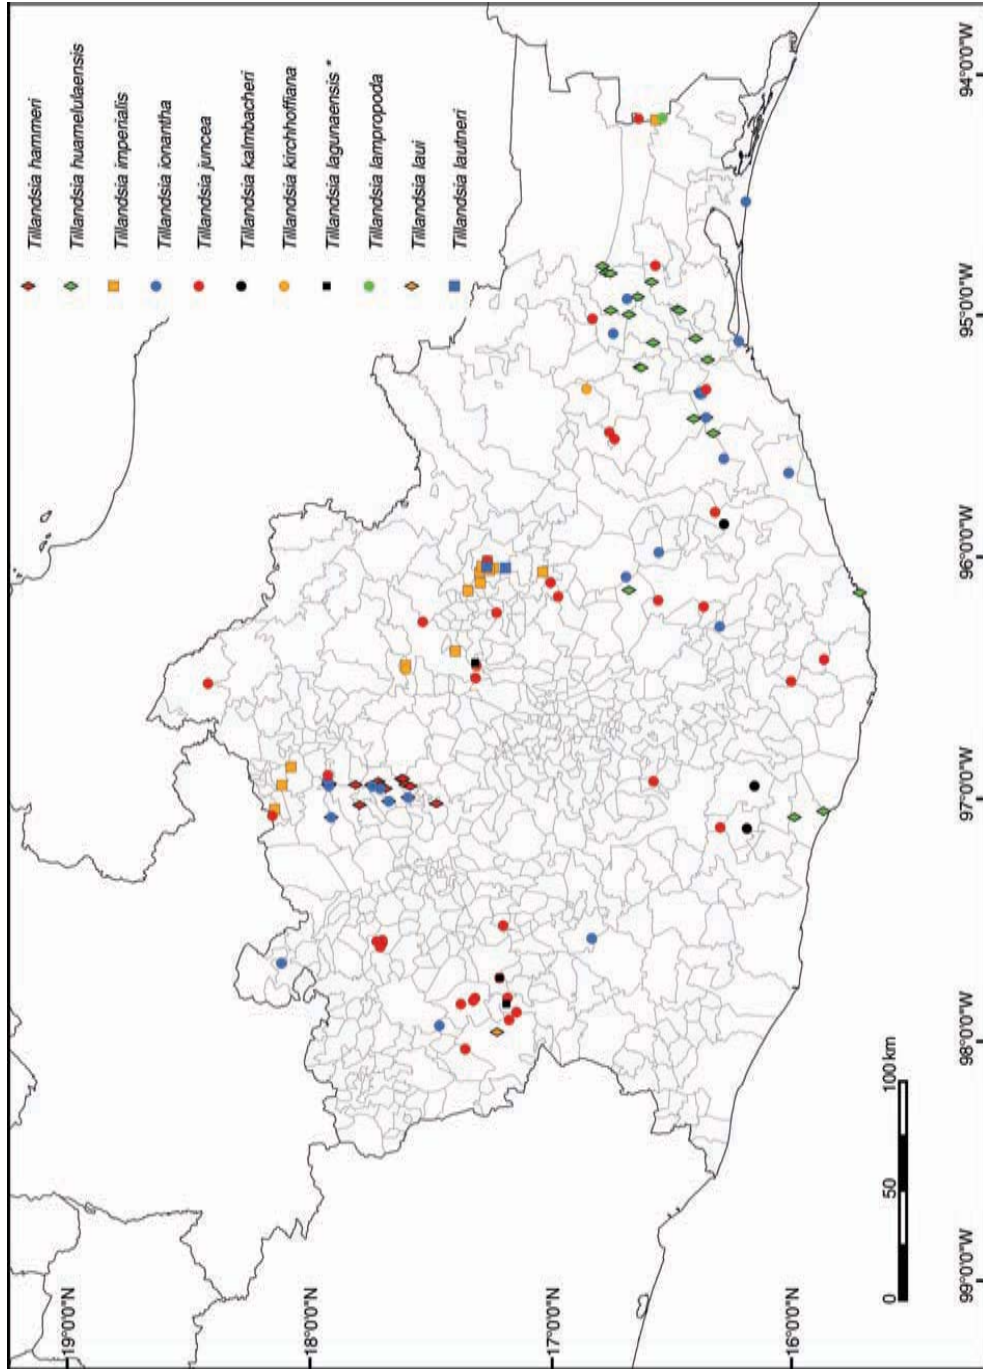 Tillandsia hammeri
Tillandsia huamelulaensis
Tillandsia imperialis
Tillandsia ionantha
Tillandsia juncea
Tillandsia kalmbacheri
Tillandsia kirchhoffiana
Tillandsia lagunaensis *
Tillandsia lampropoda
Tillandsia laui
Tillandsia lautneri
19°0'0"N
18°0'0"N
17°0'0"N
16°0'0"N
0 50 100 km
99°0'0"W 98°0'0"W 97°0'0"W 96°0'0"W 95°0'0"W 94°0'0"W